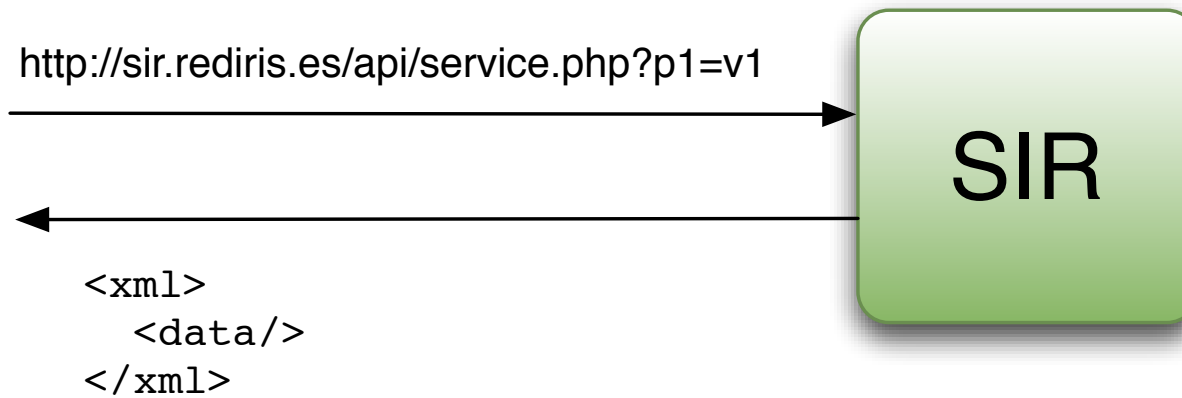 http://sir.rediris.es/api/service.php?p1=v1
SIR
<xml>
<data/>
</xml>